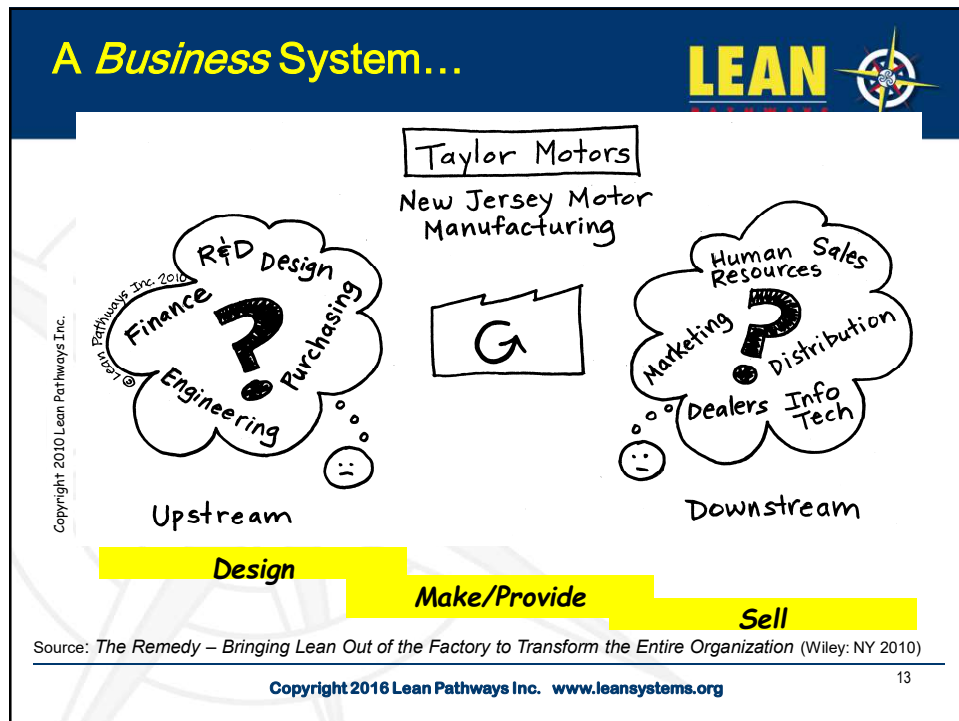 A Business System...
LEAN
PATHWAYS
Taylor Motors
New Jersey Motor
Manufacturing
R&D
Design
Finance
Purchasing
Engineering
?
© Lean Pathways Inc. 2010
G
Human
Resources
Sales
Marketing
?
Distribution
Dealers
Info
Tech
Upstream
Downstream
Copyright 2010 Lean Pathways Inc.
Design
Make/Provide
Sell
Source: The Remedy – Bringing Lean Out of the Factory to Transform the Entire Organization (Wiley: NY 2010)
Copyright 2016 Lean Pathways Inc. www.leansystems.org
13